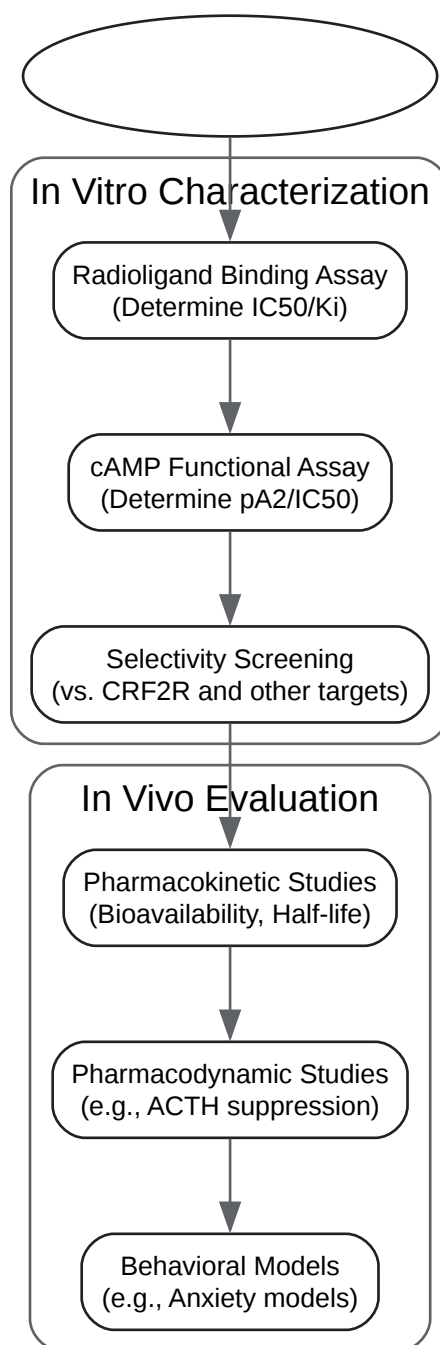 In Vitro Characterization
Radioligand Binding Assay
(Determine IC50/Ki)
cAMP Functional Assay
(Determine pA2/IC50)
Selectivity Screening
(vs. CRF2R and other targets)
In Vivo Evaluation
Pharmacokinetic Studies
(Bioavailability, Half-life)
Pharmacodynamic Studies
(e.g., ACTH suppression)
Behavioral Models
(e.g., Anxiety models)